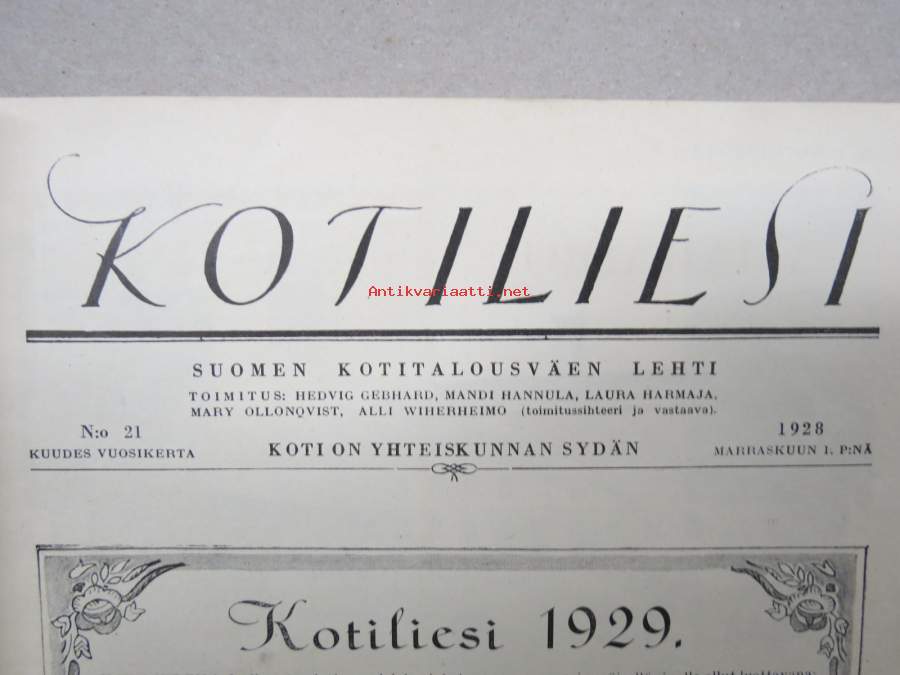 KOTILIESI
Antikvariaatti.net
SUOMEN KOTITALOUSVÄEN LEHTI
TOIMITUS: HEDVIG GEBHARD, MANDI HANNULA, LAURA HARMAJA,
MARY OLLONQVIST, ALLI WIHERHEIMO (toimitussihteeri ja vastaava).
N:o 21
KUUDES VUOSIKERTA
KOTI ON YHTEISKUNNAN SYDÄN
1928
MARRASKUUN 1. P:NÄ
Kotiliesi 1929.